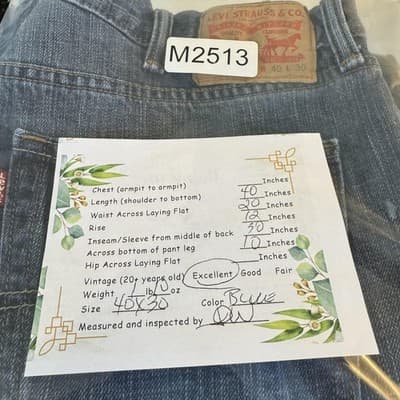 LEVI STRAUSS & CO.
M2513
W 40 L 30
Chest (armpit to armpit) Inches
Length (shoulder to bottom) 40 Inches
Waist Across Laying Flat 20 Inches
Rise 12 Inches
Inseam/Sleeve from middle of back 30 Inches
Across bottom of pant leg 10 Inches
Hip Across Laying Flat Inches
Vintage (20+ years old) Excellent Good Fair
Weight 1 lb oz
Size 40X30 Color BLUE
Measured and inspected by